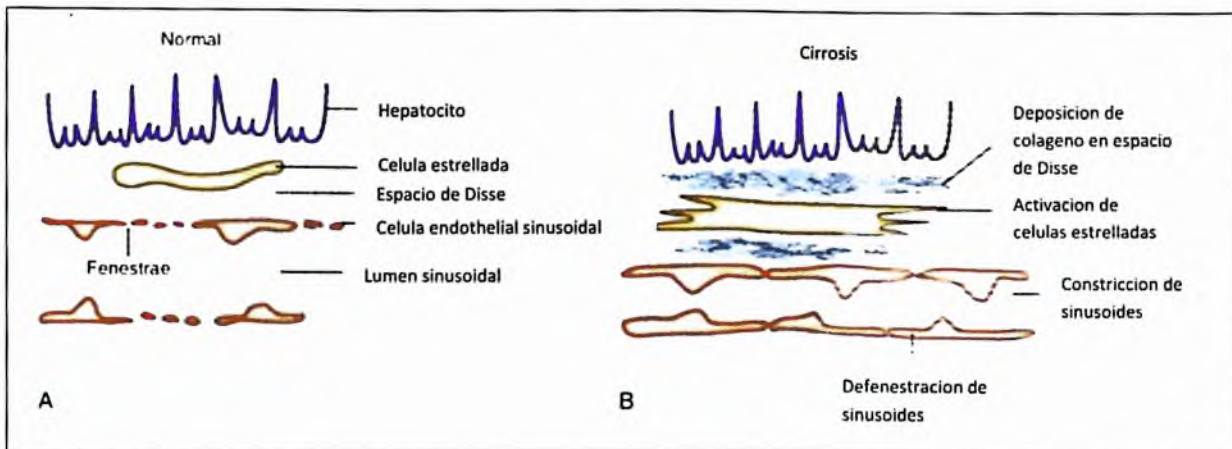 Normal
Hepatocito
Celula estrellada
Espacio de Disse
Celula endothelial sinusoidal
Fenestrae
Lumen sinusoidal
A
Cirrosis
Deposicion de
colageno en espacio
de Disse
Activacion de
celulas estrelladas
Constriccion de
sinusoides
Defenestracion de
sinusoides
B